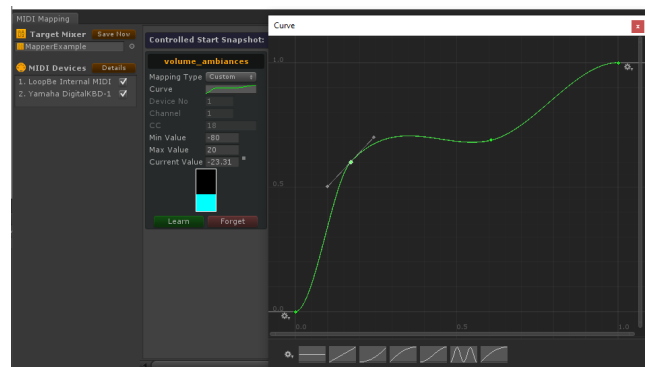 MIDI Mapping
Target Mixer Save Now
MapperExample
MIDI Devices Details
1. LoopBe Internal MIDI
2. Yamaha DigitalKBD-1
Controlled Start Snapshot:
volume_ambiances
Mapping Type Custom
Curve
Device No 1
Channel 1
CC 18
Min Value -80
Max Value 20
Current Value -23.31
Learn Forget
Curve x
1.0
0.5
0.0
0.0 0.5 1.0